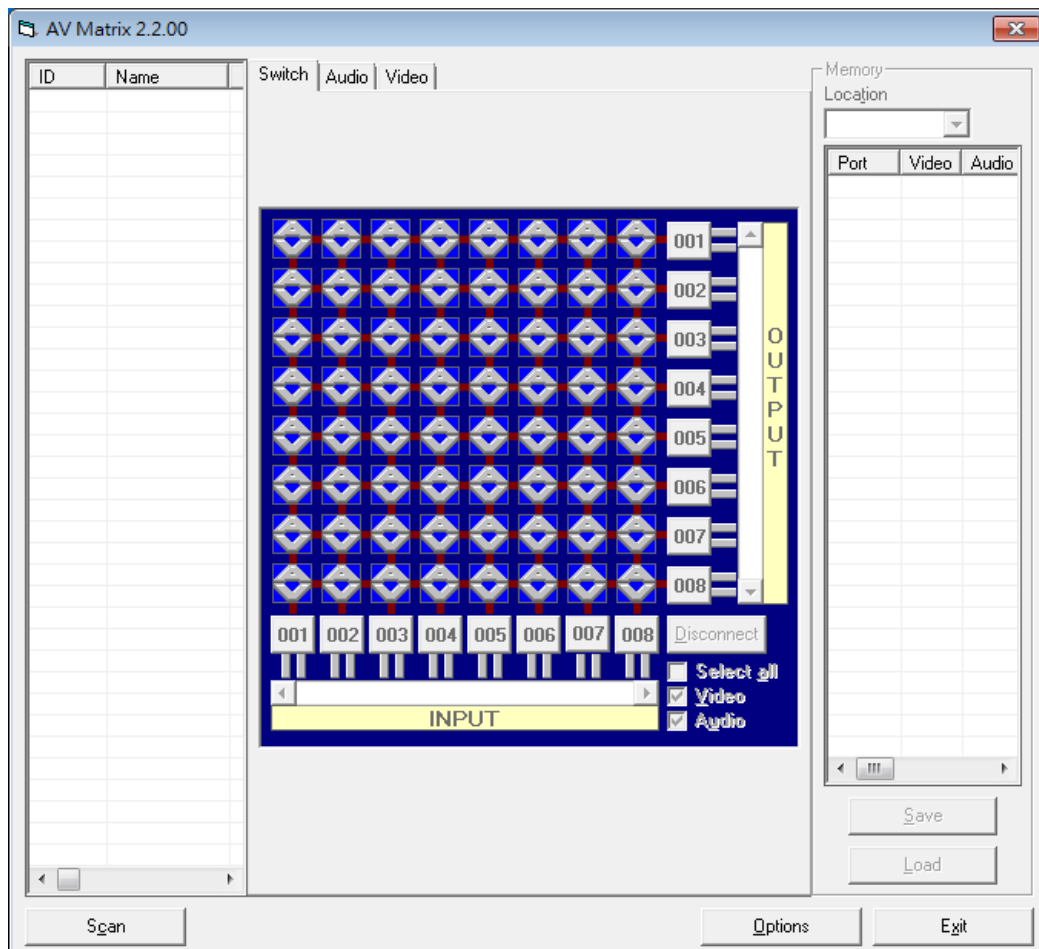 AV Matrix 2.2.00
ID Name
Switch Audio Video
Memory
Location
Port Video Audio
001
002
003
004
005
006
007
008
OUTPUT
001 002 003 004 005 006 007 008
Disconnect
Select all
Video
Audio
INPUT
Save
Load
Scan
Options
Exit